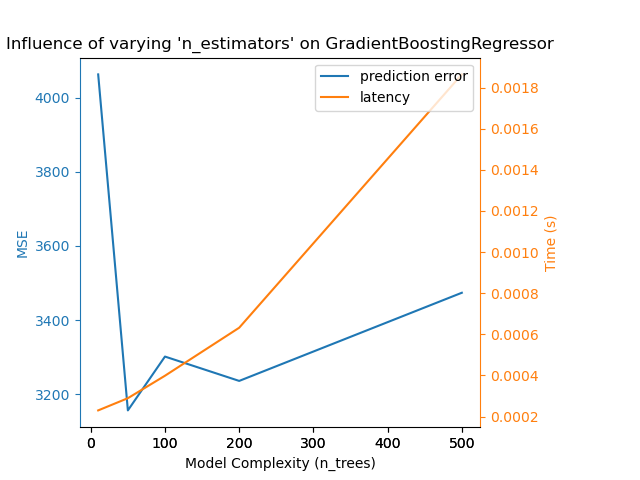 Influence of varying 'n_estimators' on GradientBoostingRegressor
prediction error
latency
MSE
4000
3800
3600
3400
3200
0.0018
0.0016
0.0014
0.0012
0.0010
0.0008
0.0006
0.0004
0.0002
Time (s)
0 100 200 300 400 500
Model Complexity (n_trees)